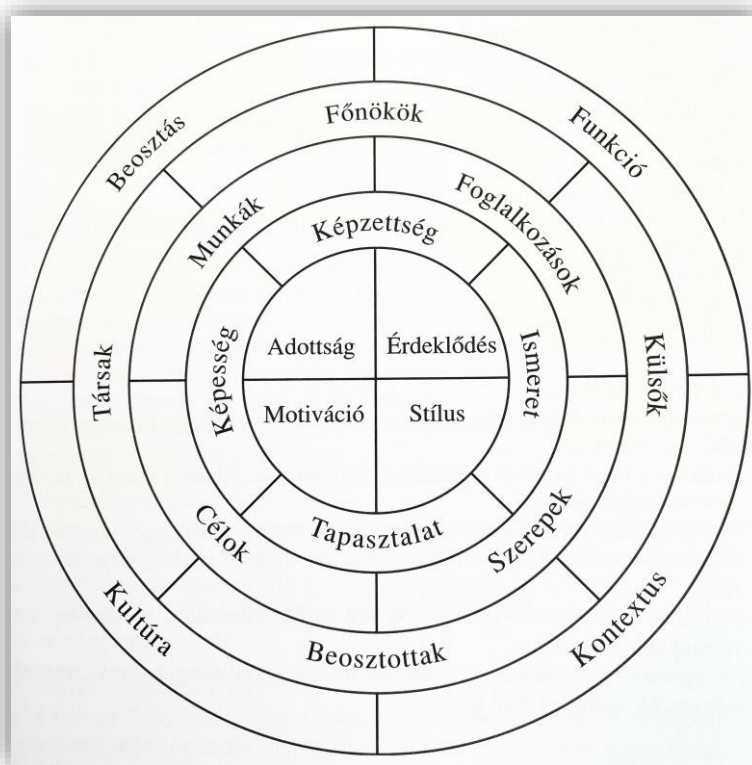 Beosztás
Funkció
Főnökök
Munkák
Foglalkozások
Képzettség
Társak
Képesség
Adottság
Érdeklődés
Ismeret
Külsők
Motiváció
Stílus
Célok
Tapasztalat
Szerepek
Kultúra
Beosztottak
Kontextus